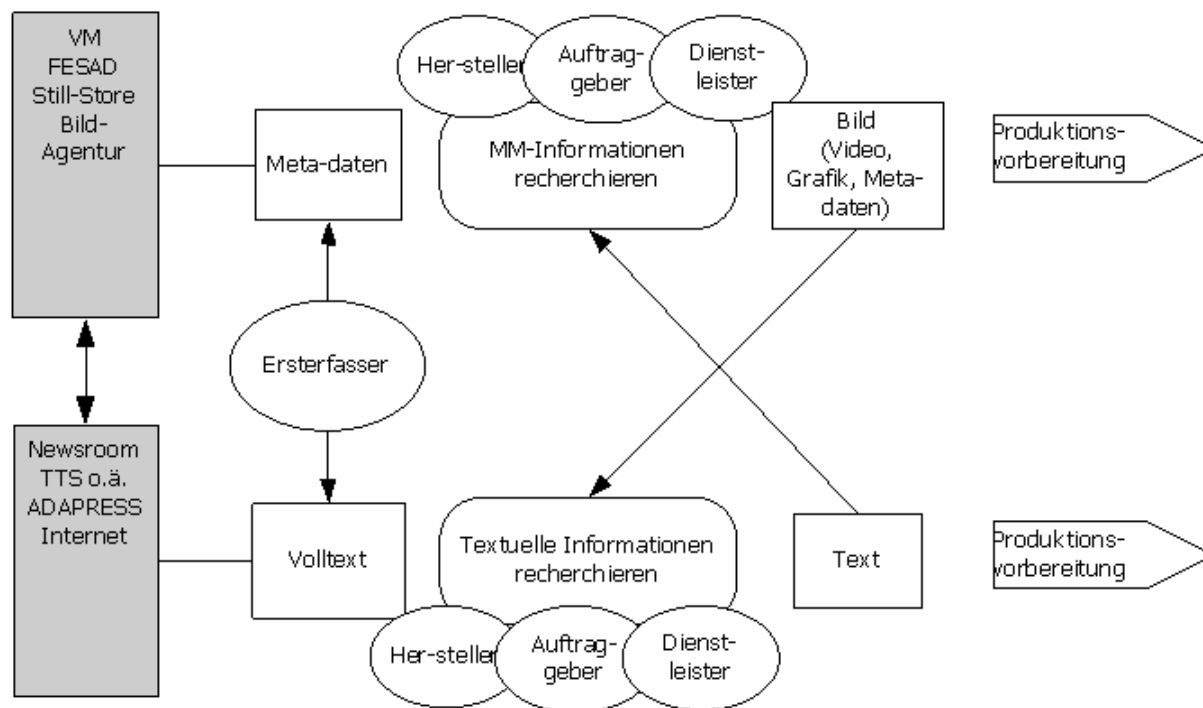 VM
FESAD
Still-Store
Bild-
Agentur
Meta-daten
Her-steller
Auftrag-
geber
Dienst-
leister
MM-Informationen
recherchieren
Bild
(Video,
Grafik, Meta-
daten)
Produktions-
vorbereitung
Ersterfasser
Newsroom
TTS o.ä.
ADAPRESS
Internet
Volltext
Textuelle Informationen
recherchieren
Text
Produktions-
vorbereitung
Her-steller
Auftrag-
geber
Dienst-
leister